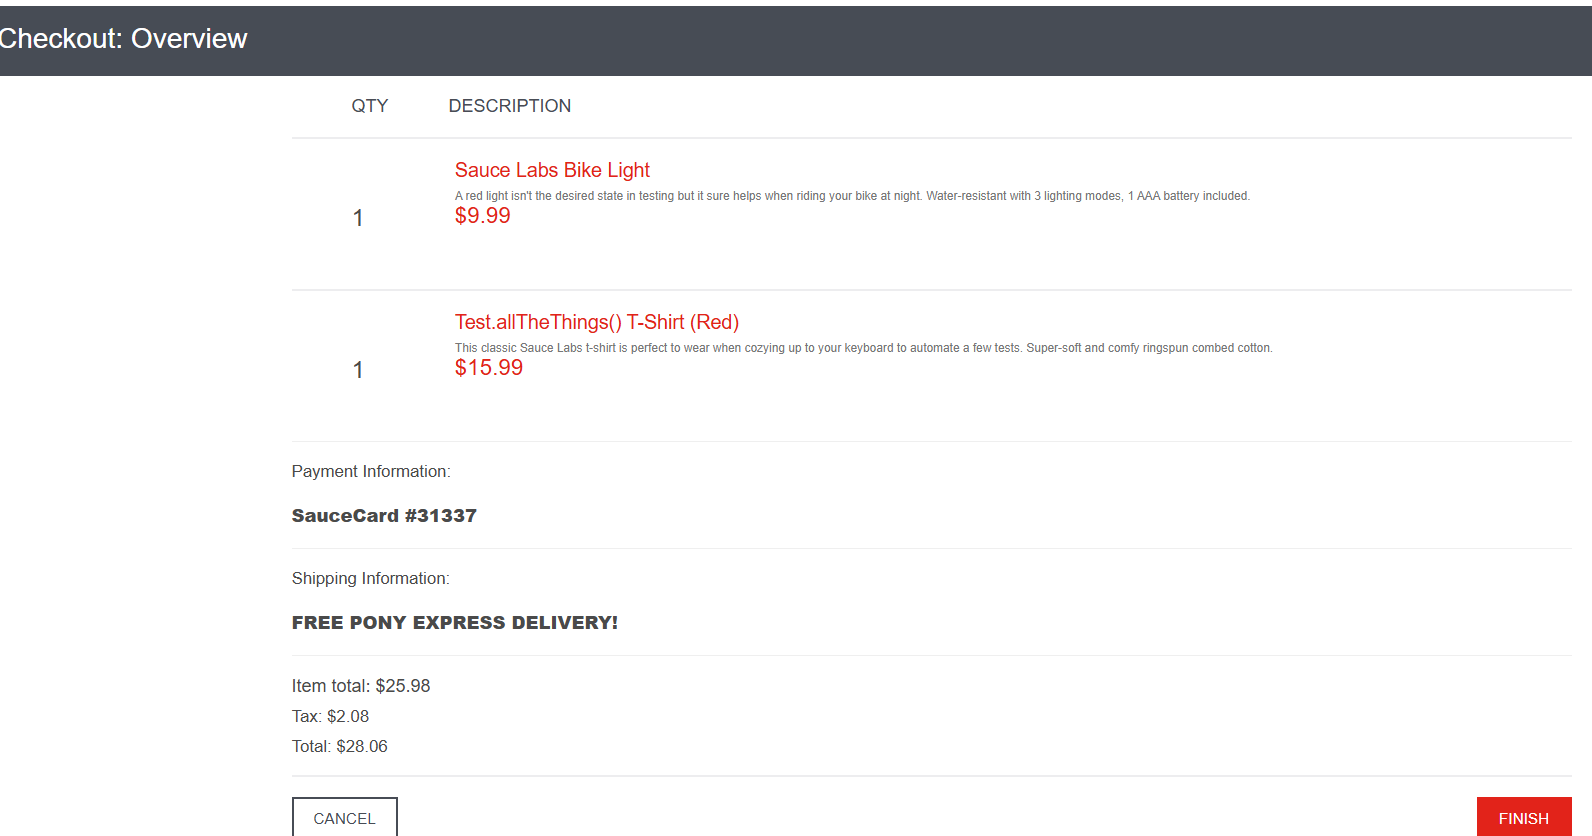 Checkout: Overview
QTY DESCRIPTION
Sauce Labs Bike Light
A red light isn't the desired state in testing but it sure helps when riding your bike at night. Water-resistant with 3 lighting modes, 1 AAA battery included.
1 $9.99
Test.allTheThings() T-Shirt (Red)
This classic Sauce Labs t-shirt is perfect to wear when cozying up to your keyboard to automate a few tests. Super-soft and comfy ringspun combed cotton.
1 $15.99
Payment Information:
SauceCard #31337
Shipping Information:
FREE PONY EXPRESS DELIVERY!
Item total: $25.98
Tax: $2.08
Total: $28.06
CANCEL FINISH